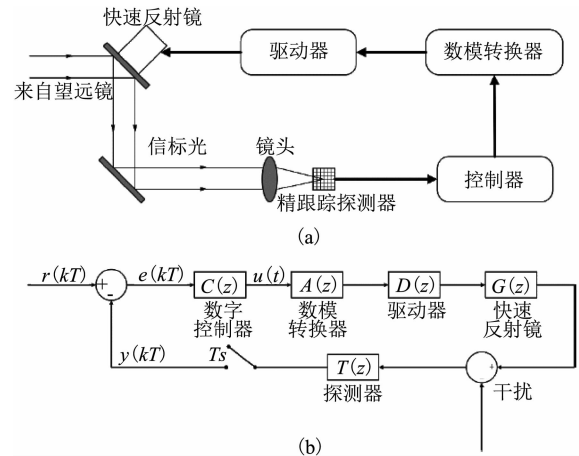 快速反射镜
驱动器
数模转换器
来自望远镜
信标光
镜头
精跟踪探测器
控制器
(a)
r(kT)
+
-
e(kT)
C(z)
u(t)
A(z)
D(z)
G(z)
数字
控制器
数模
转换器
驱动器
快速
反射镜
y(kT)
Ts
T(z)
探测器
+
+
干扰
(b)